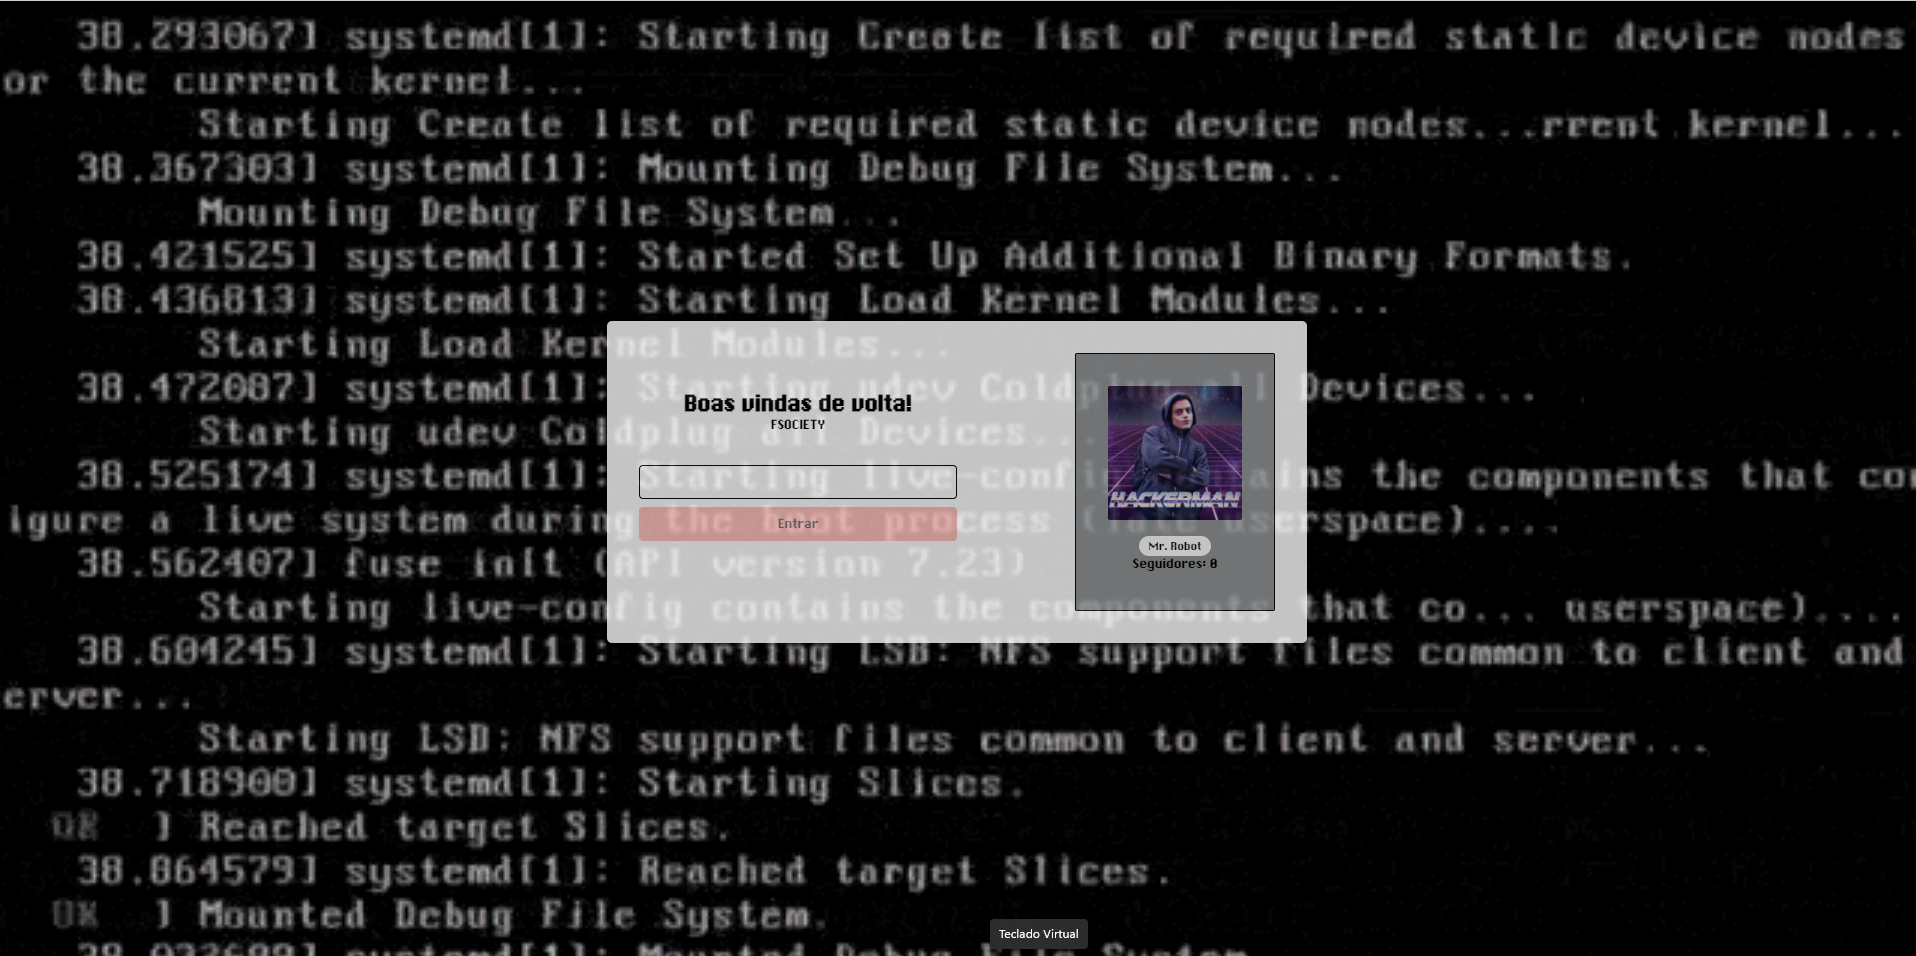 38.293067] systemd[1]: Starting Create list of required static device nodes
or the current kernel...
Starting Create list of required static device nodes...rrent kernel...
38.367303] systemd[1]: Mounting Debug File System...
Mounting Debug File System...
38.421525] systemd[1]: Started Set Up Additional Binary Formats.
38.436813] systemd[1]: Starting Load Kernel Modules...
Starting Load Kernel Modules...
38.472087] systemd[1]: Starting udev Coldplug all Devices...
Starting udev Coldplug all Devices...
38.525174] systemd[1]: Starting live-config contains the components that con
igure a live system during the boot process (late userspace)....
38.562407] fuse init (API version 7.23)
Starting live-config contains the components that co... userspace)....
38.604245] systemd[1]: Starting LSB: NFS support files common to client and
erver...
Starting LSB: NFS support files common to client and server...
38.718900] systemd[1]: Starting Slices.
OK ] Reached target Slices.
38.864579] systemd[1]: Reached target Slices.
OK ] Mounted Debug File System.
systemd[1]: Mounted Debug File System
Boas vindas de volta!
FSOCIETY
Entrar
HACKERMAN
Mr. Robot
Seguidores: 0
Teclado Virtual